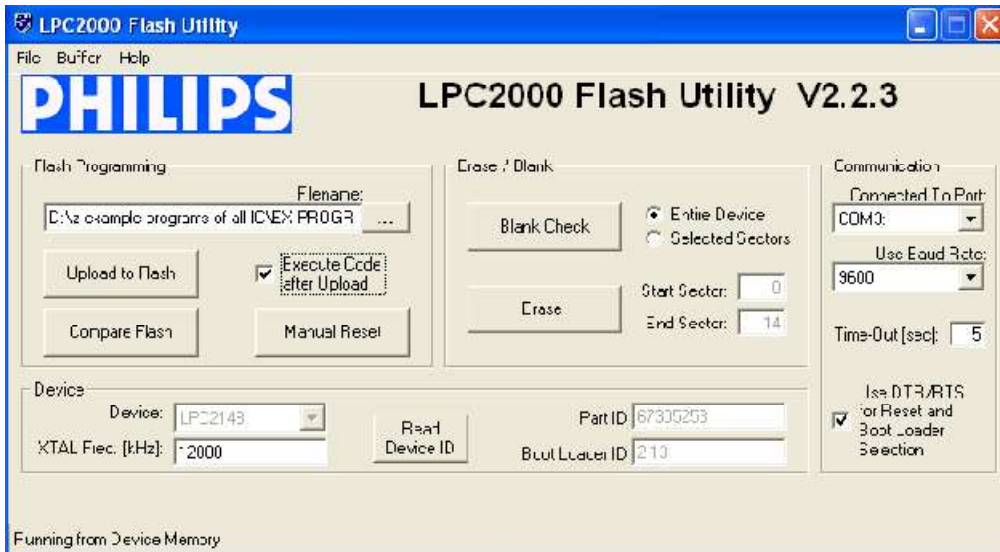 LPC2000 Flash Utility
File Buffer Help
PHILIPS
LPC2000 Flash Utility V2.2.3
Flash Programming
Filename:
D:\z example programs of all IC\EX PROGR
...
Upload to Flash
Execute Code
after Upload
Compare Flash
Manual Reset
Erase / Blank
Blank Check
Entire Device
Selected Sectors
Erase
Start Sector: 0
End Sector: 14
Communication
Connected To Port:
Use Baud Rate:
9600
Time-Out [sec]: 5
Use DTR/RTS
for Reset and
Boot Loader
Selection
Device
Device: LPC2148
XTAL Freq. [kHz]: 12000
Read
Device ID
Part ID
Boot Loader ID
Running from Device Memory